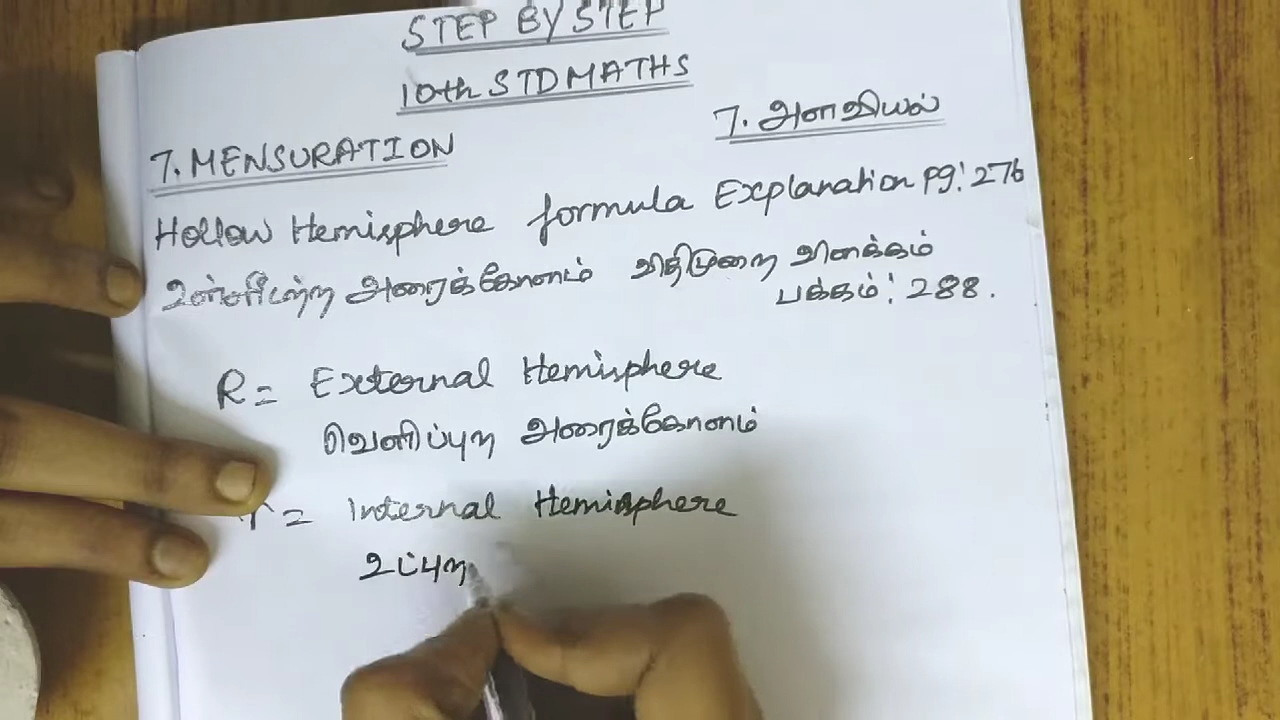 STEP BY STEP
10th STD MATHS
7. MENSURATION
7. அளவியல்
Hollow Hemisphere formula Explanation Pg: 276
உள்ளீடற்ற அரைக்கோளம் விதிமுறை விளக்கம்
பக்கம்: 288.
R = External Hemisphere
வெளிப்புற அரைக்கோளம்
r = Internal Hemisphere
உட்புற